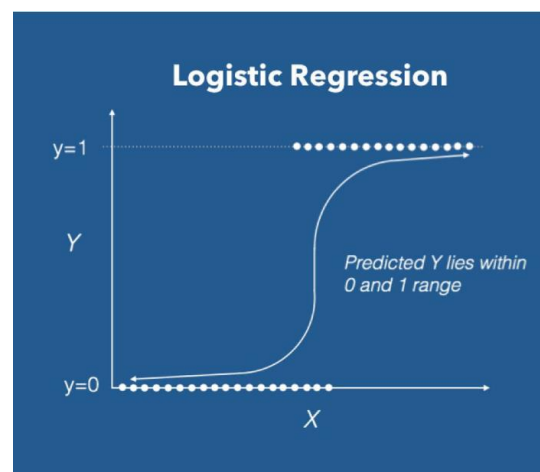 Logistic Regression
y=1
Y
Predicted Y lies within
0 and 1 range
y=0
X